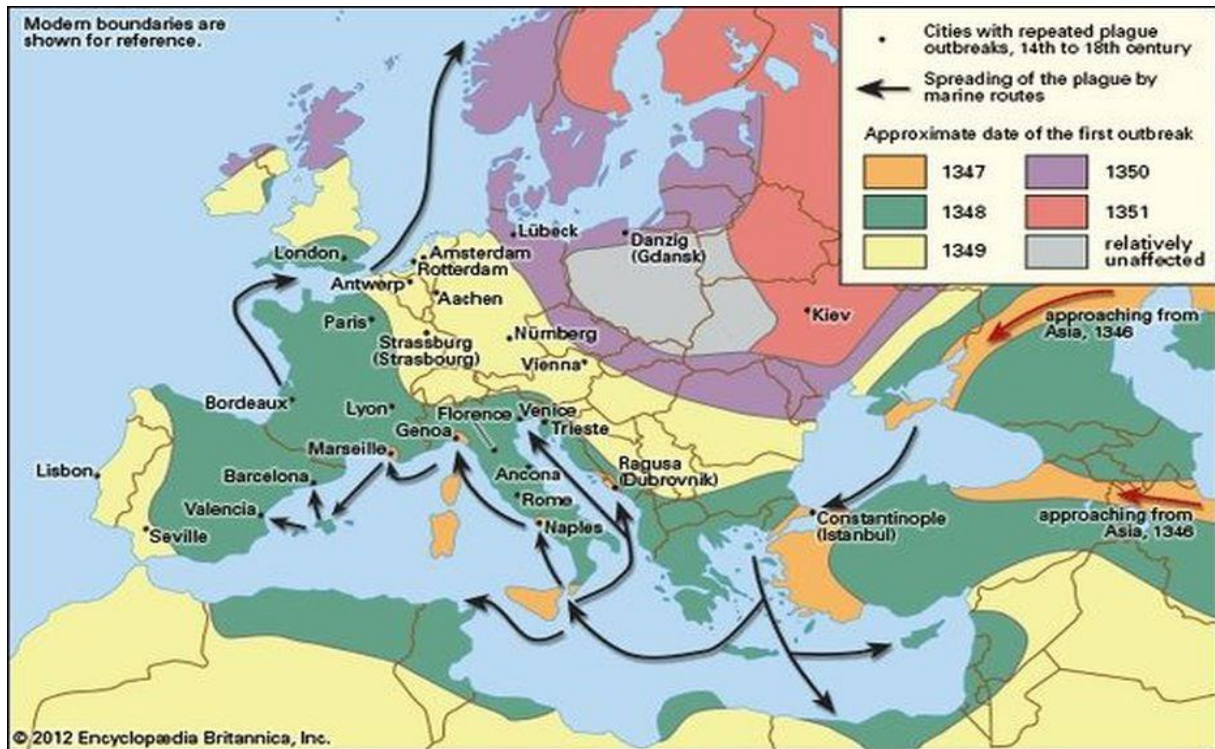 Modern boundaries are
shown for reference.
Cities with repeated plague
outbreaks, 14th to 18th century
Spreading of the plague by
marine routes
Approximate date of the first outbreak
1347
1350
1348
1351
1349
relatively
unaffected
Lübeck
Danzig
(Gdansk)
London
Amsterdam
Rotterdam
Antwerp
Aachen
Kiev
approaching from
Asia, 1346
Paris
Nürnberg
Strassburg
(Strasbourg)
Vienna
Bordeaux
Lyon
Florence
Venice
Trieste
Genoa
Marseille
Lisbon
Barcelona
Ancona
Ragusa
(Dubrovnik)
Valencia
Rome
Seville
Naples
Constantinople
(Istanbul)
approaching from
Asia, 1346
© 2012 Encyclopædia Britannica, Inc.